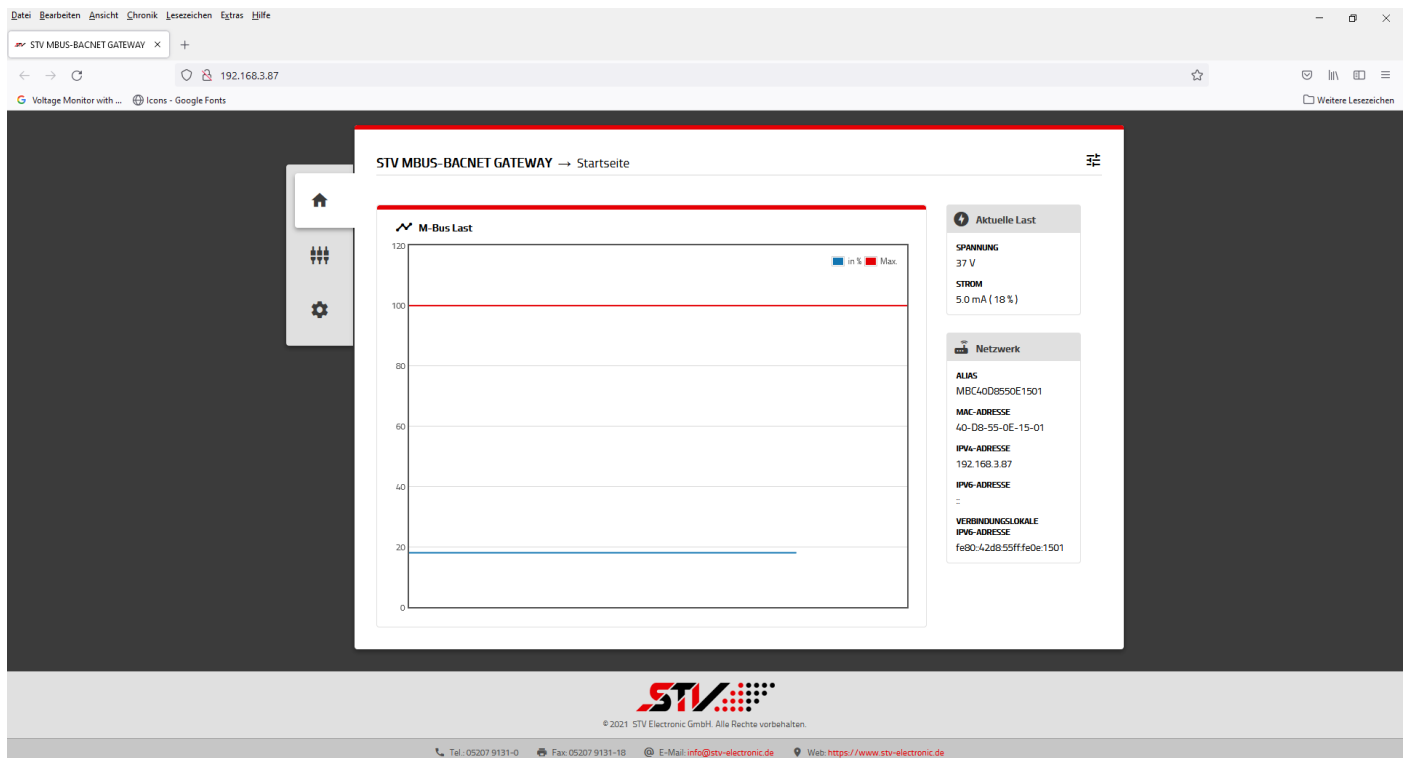 Datei Bearbeiten Ansicht Chronik Lesezeichen Extras Hilfe
STV MBUS-BACNET GATEWAY
192.168.3.87
Voltage Monitor with ... Icons - Google Fonts Weitere Lesezeichen
STV MBUS-BACNET GATEWAY → Startseite
M-Bus Last
120
in % Max.
100
80
60
40
20
0
Aktuelle Last
SPANNUNG
37 V
STROM
5.0 mA ( 18 % )
Netzwerk
ALIAS
MBC40D8550E1501
MAC-ADRESSE
40-D8-55-0E-15-01
IPV4-ADRESSE
192.168.3.87
IPV6-ADRESSE
::
VERBINDUNGSLOKALE
IPV6-ADRESSE
fe80::42d8:55ff:fe0e:1501
STV
© 2021 STV Electronic GmbH. Alle Rechte vorbehalten.
Tel.: 05207 9131-0 Fax: 05207 9131-18 E-Mail: info@stv-electronic.de Web: https://www.stv-electronic.de